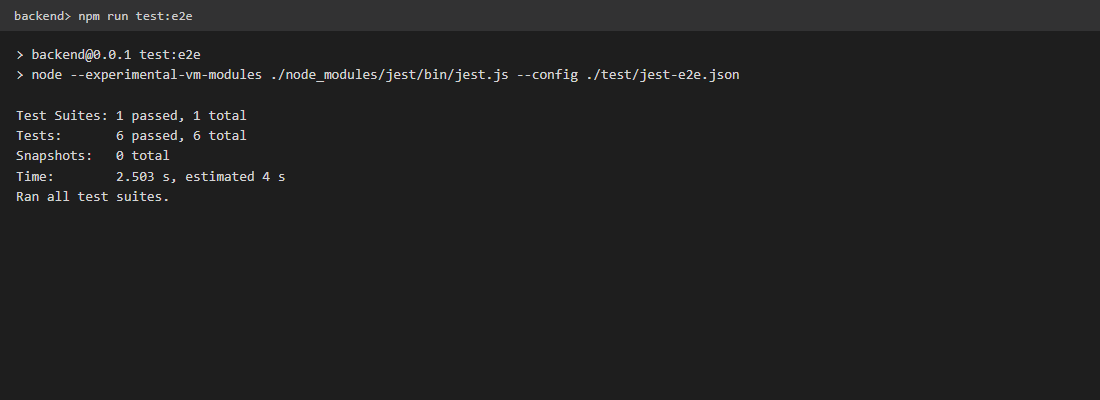 backend> npm run test:e2e
> backend@0.0.1 test:e2e
> node --experimental-vm-modules ./node_modules/jest/bin/jest.js --config ./test/jest-e2e.json
Test Suites: 1 passed, 1 total
Tests:       6 passed, 6 total
Snapshots:   0 total
Time:        2.503 s, estimated 4 s
Ran all test suites.